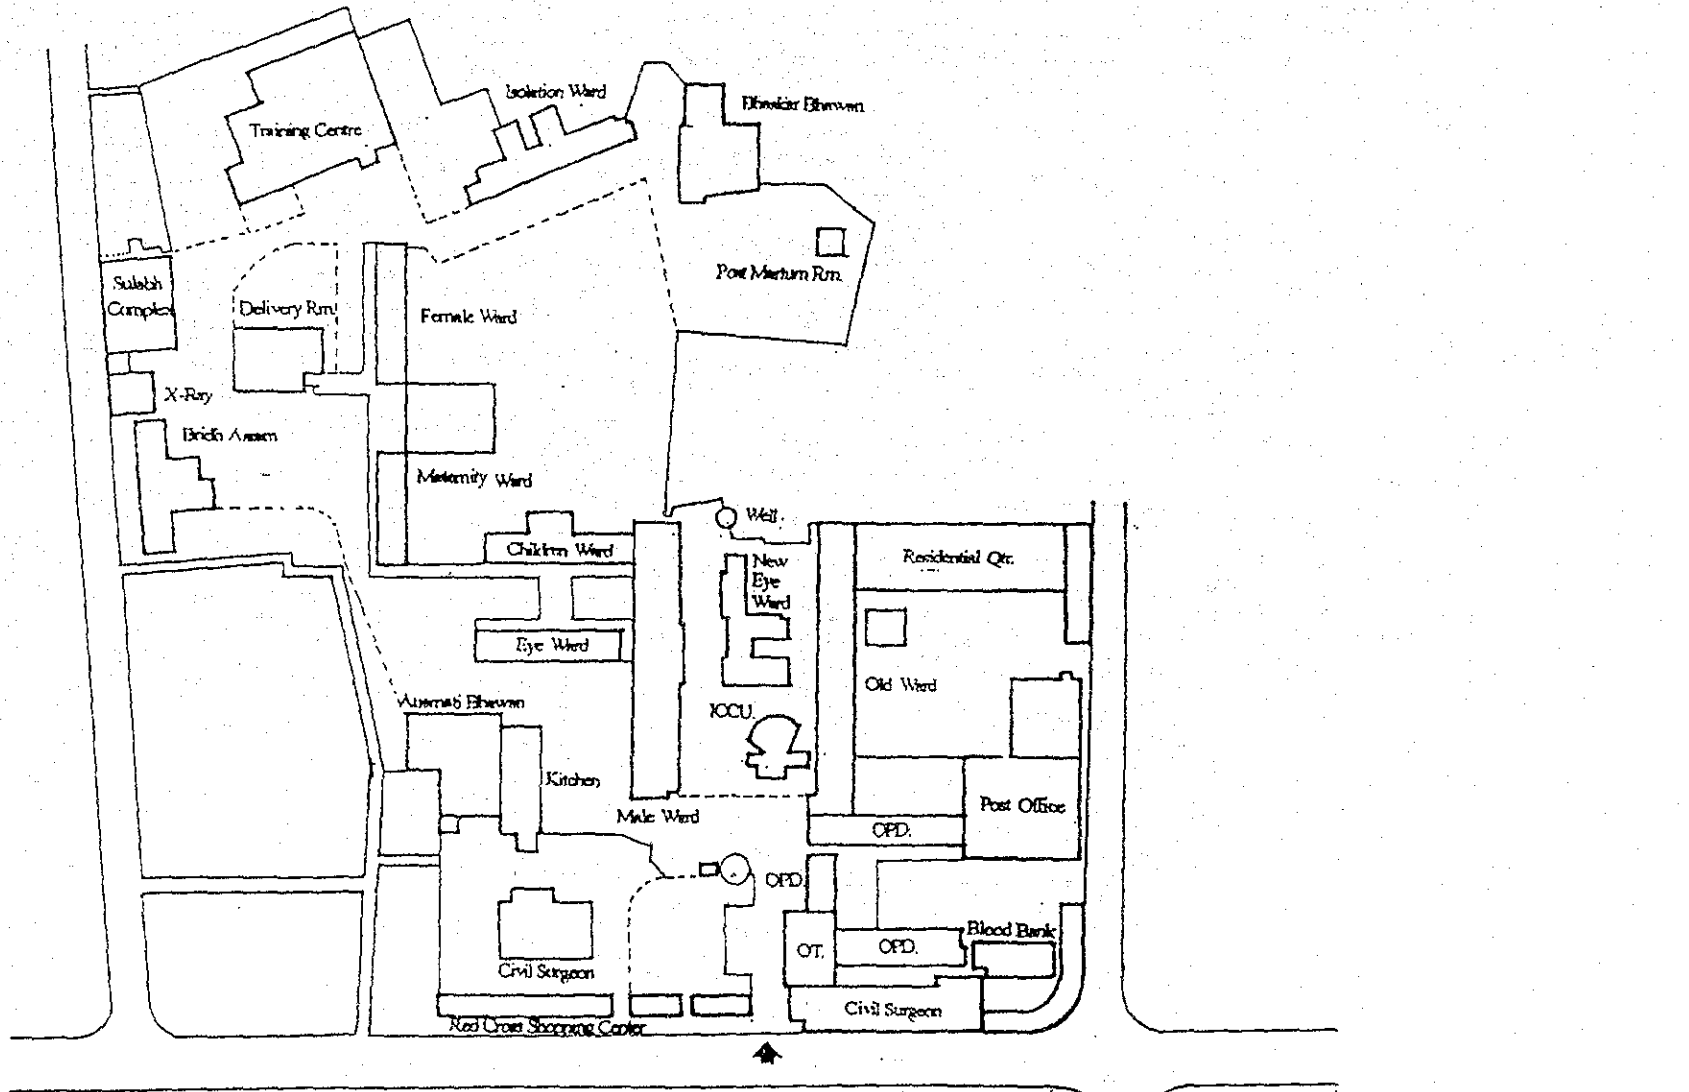 Isolation Ward
Bhaskar Bhawan
Training Centre
Post Mortum Rm.
Sulabh
Complex
Delivery Rm.
Female Ward
X-Ray
Maternity Ward
Well.
Children Ward
New
Eye
Ward
Residential Qtr.
Eye Ward
Old Ward
Bhawan
ICCU.
Kitchen
Post Office
Male Ward
OPD.
OPD.
Blood Bank
OT.
OPD.
Civil Surgeon
Civil Surgeon
Red Cross Shopping Center